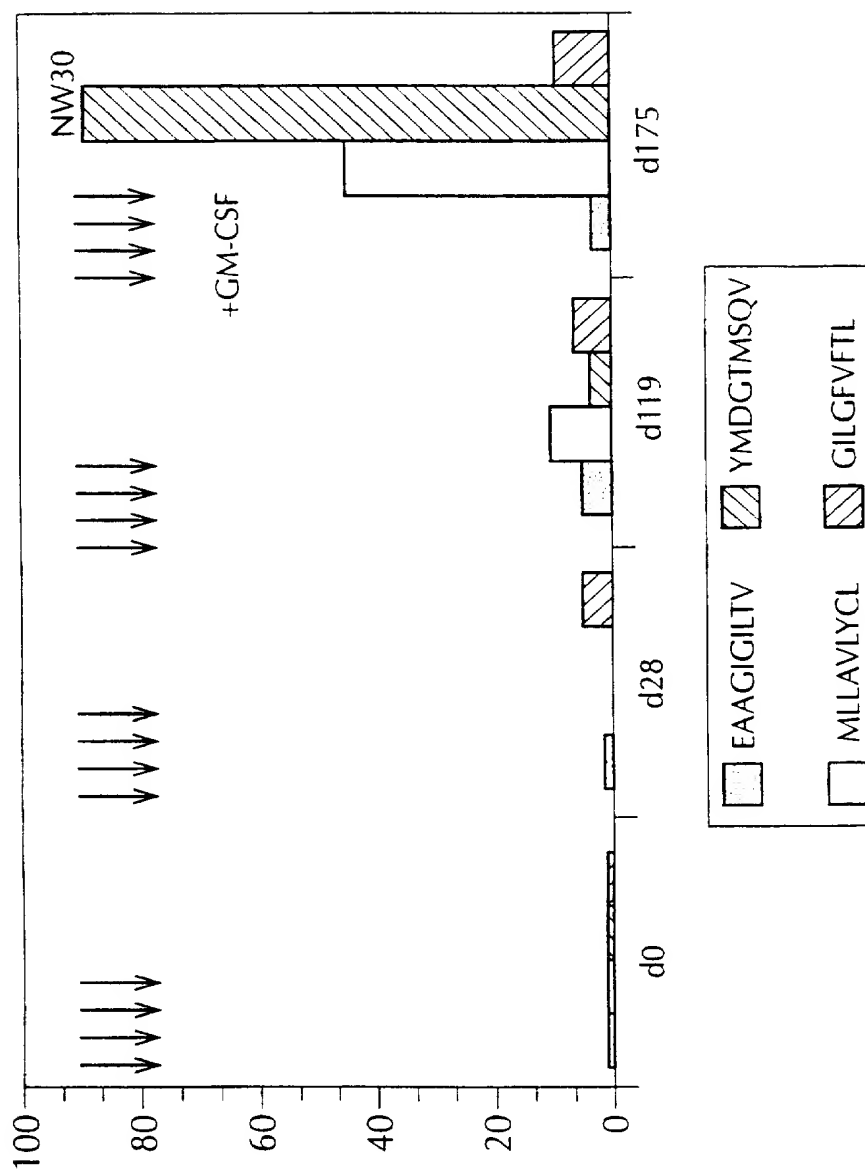 NW30
+GM-CSF
100
80
60
40
20
0
d0
d28
d119
d175
EAAGIGILTV
YMDGTMSQV
MLLAVLYCL
GILGFVFTL